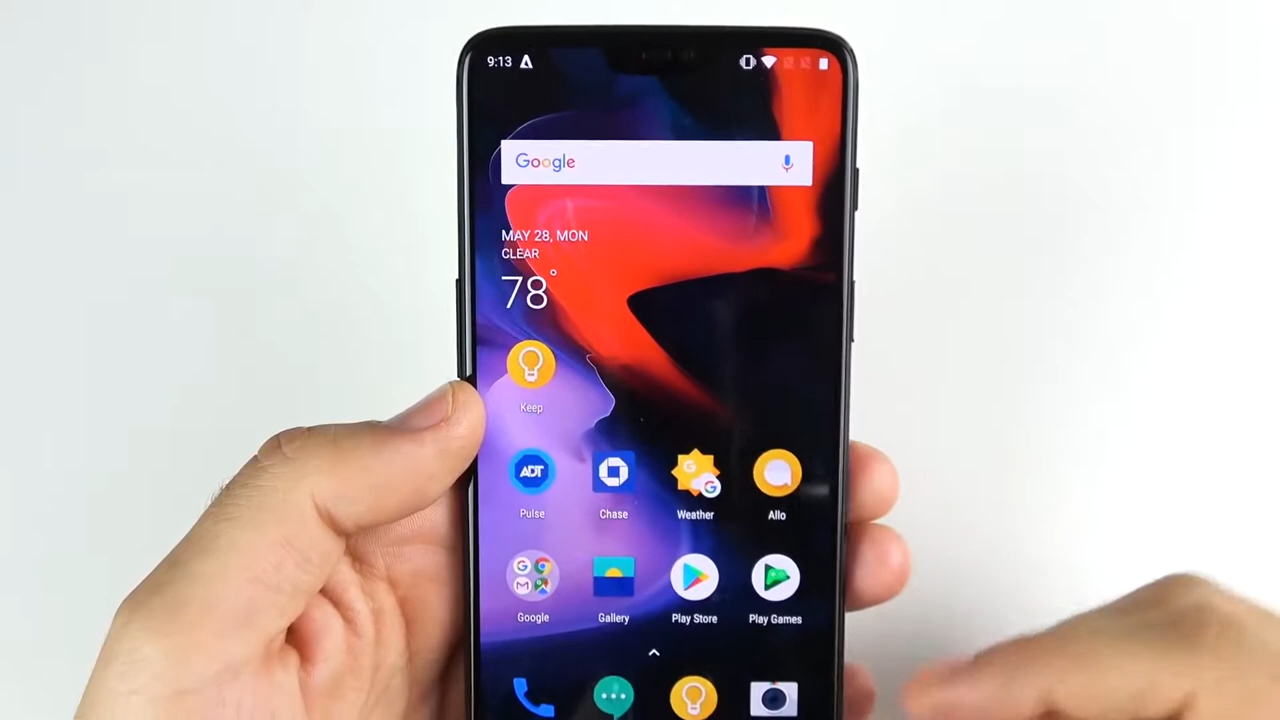 9:13
Google
MAY 28, MON
CLEAR
78°
Keep
ADT
Pulse
Chase
G
Weather
Allo
Google
Gallery
Play Store
Play Games